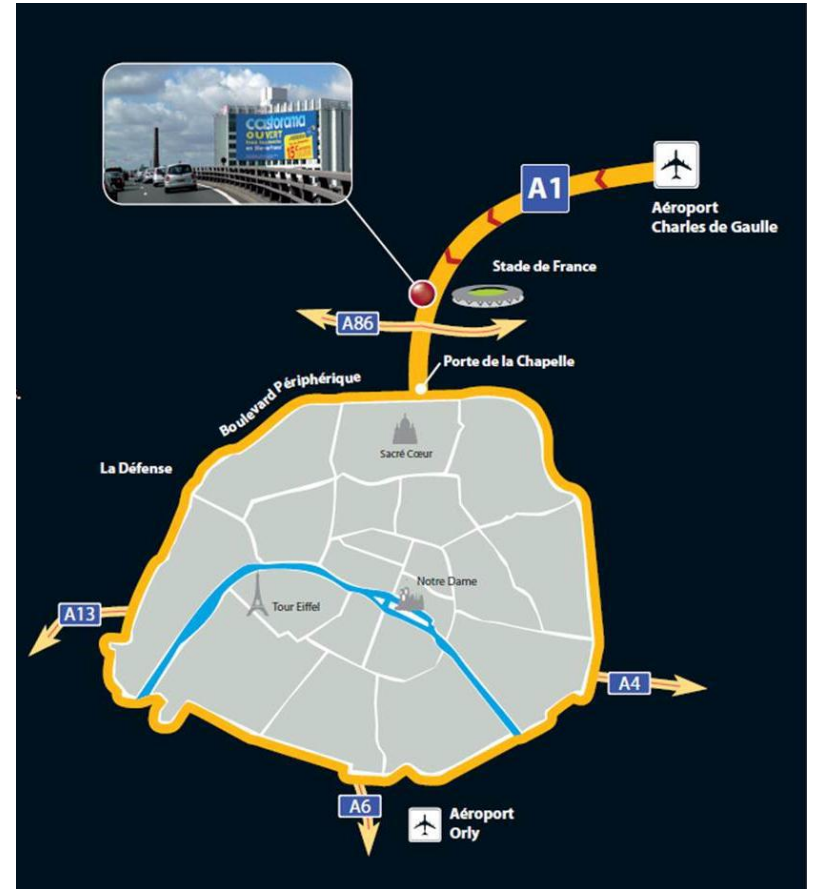 castorama
OUVERT
15€
A1
Aéroport
Charles de Gaulle
Stade de France
A86
Porte de la Chapelle
Boulevard Périphérique
Sacré Cœur
La Défense
Notre Dame
Tour Eiffel
A13
A4
A6
Aéroport
Orly